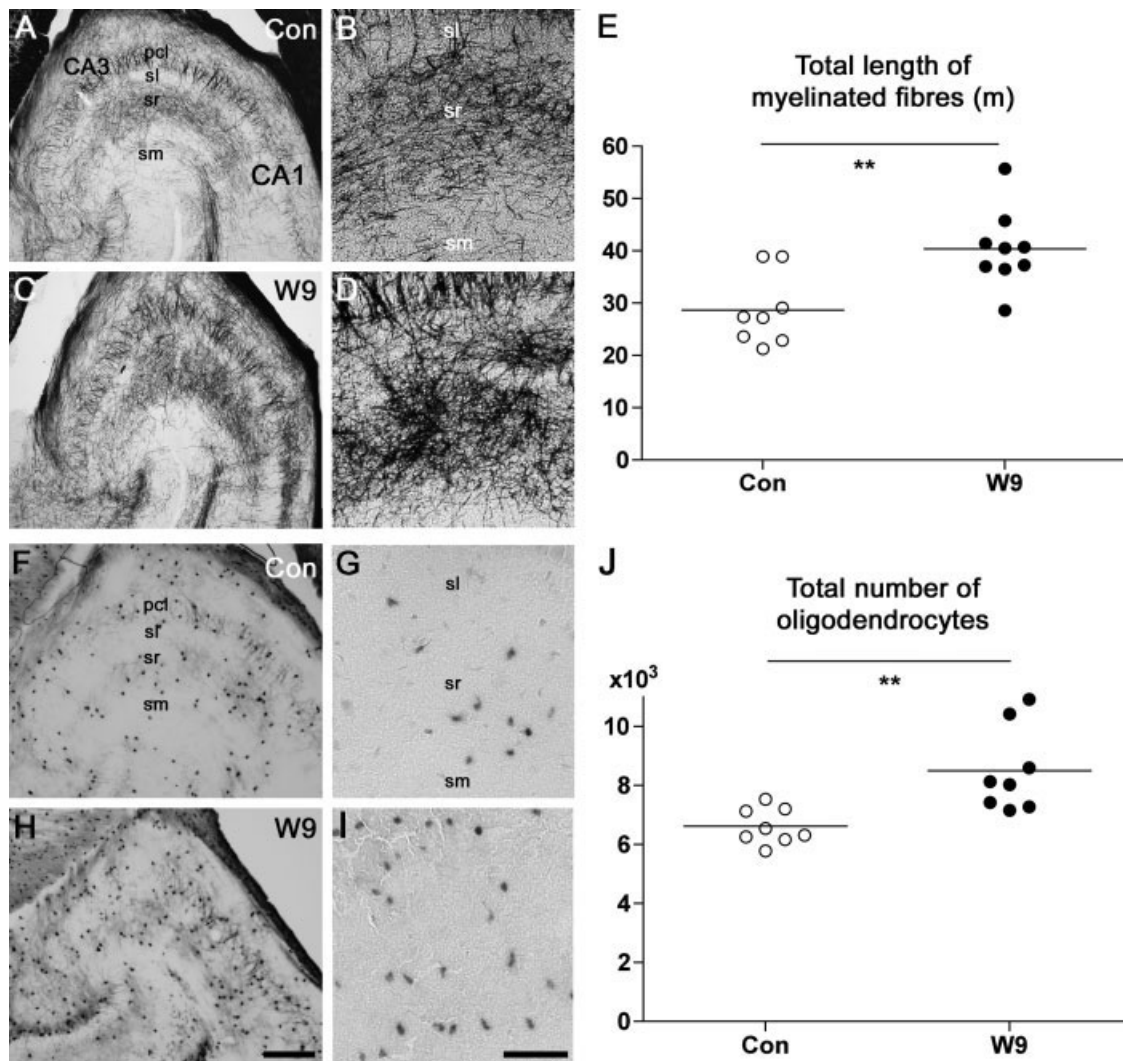 A
Con
pcl
CA3
sl
sr
sm
CA1
B
sl
sr
sm
C
W9
D
E
Total length of
myelinated fibres (m)
**
60
50
40
30
20
10
0
Con
W9
F
Con
pcl
sl
sr
sm
G
sl
sr
sm
H
W9
I
J
Total number of
oligodendrocytes
x10³
**
10
8
6
4
2
0
Con
W9